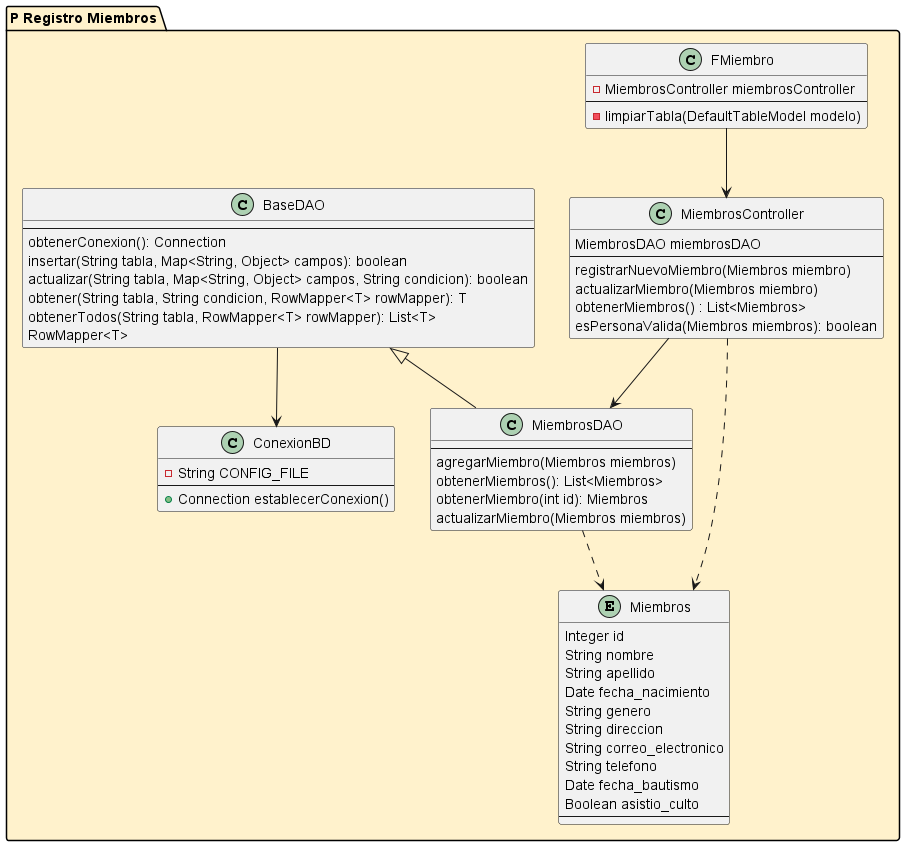 P Registro Miembros
C FMiembro
MiembrosController miembrosController
limpiarTabla(DefaultTableModel modelo)
C BaseDAO
obtenerConexion(): Connection
insertar(String tabla, Map<String, Object> campos): boolean
actualizar(String tabla, Map<String, Object> campos, String condicion): boolean
obtener(String tabla, String condicion, RowMapper<T> rowMapper): T
obtenerTodos(String tabla, RowMapper<T> rowMapper): List<T>
RowMapper<T>
C MiembrosController
MiembrosDAO miembrosDAO
registrarNuevoMiembro(Miembros miembro)
actualizarMiembro(Miembros miembro)
obtenerMiembros() : List<Miembros>
esPersonaValida(Miembros miembros): boolean
C ConexionBD
String CONFIG_FILE
Connection establecerConexion()
C MiembrosDAO
agregarMiembro(Miembros miembros)
obtenerMiembros(): List<Miembros>
obtenerMiembro(int id): Miembros
actualizarMiembro(Miembros miembros)
E Miembros
Integer id
String nombre
String apellido
Date fecha_nacimiento
String genero
String direccion
String correo_electronico
String telefono
Date fecha_bautismo
Boolean asistio_culto